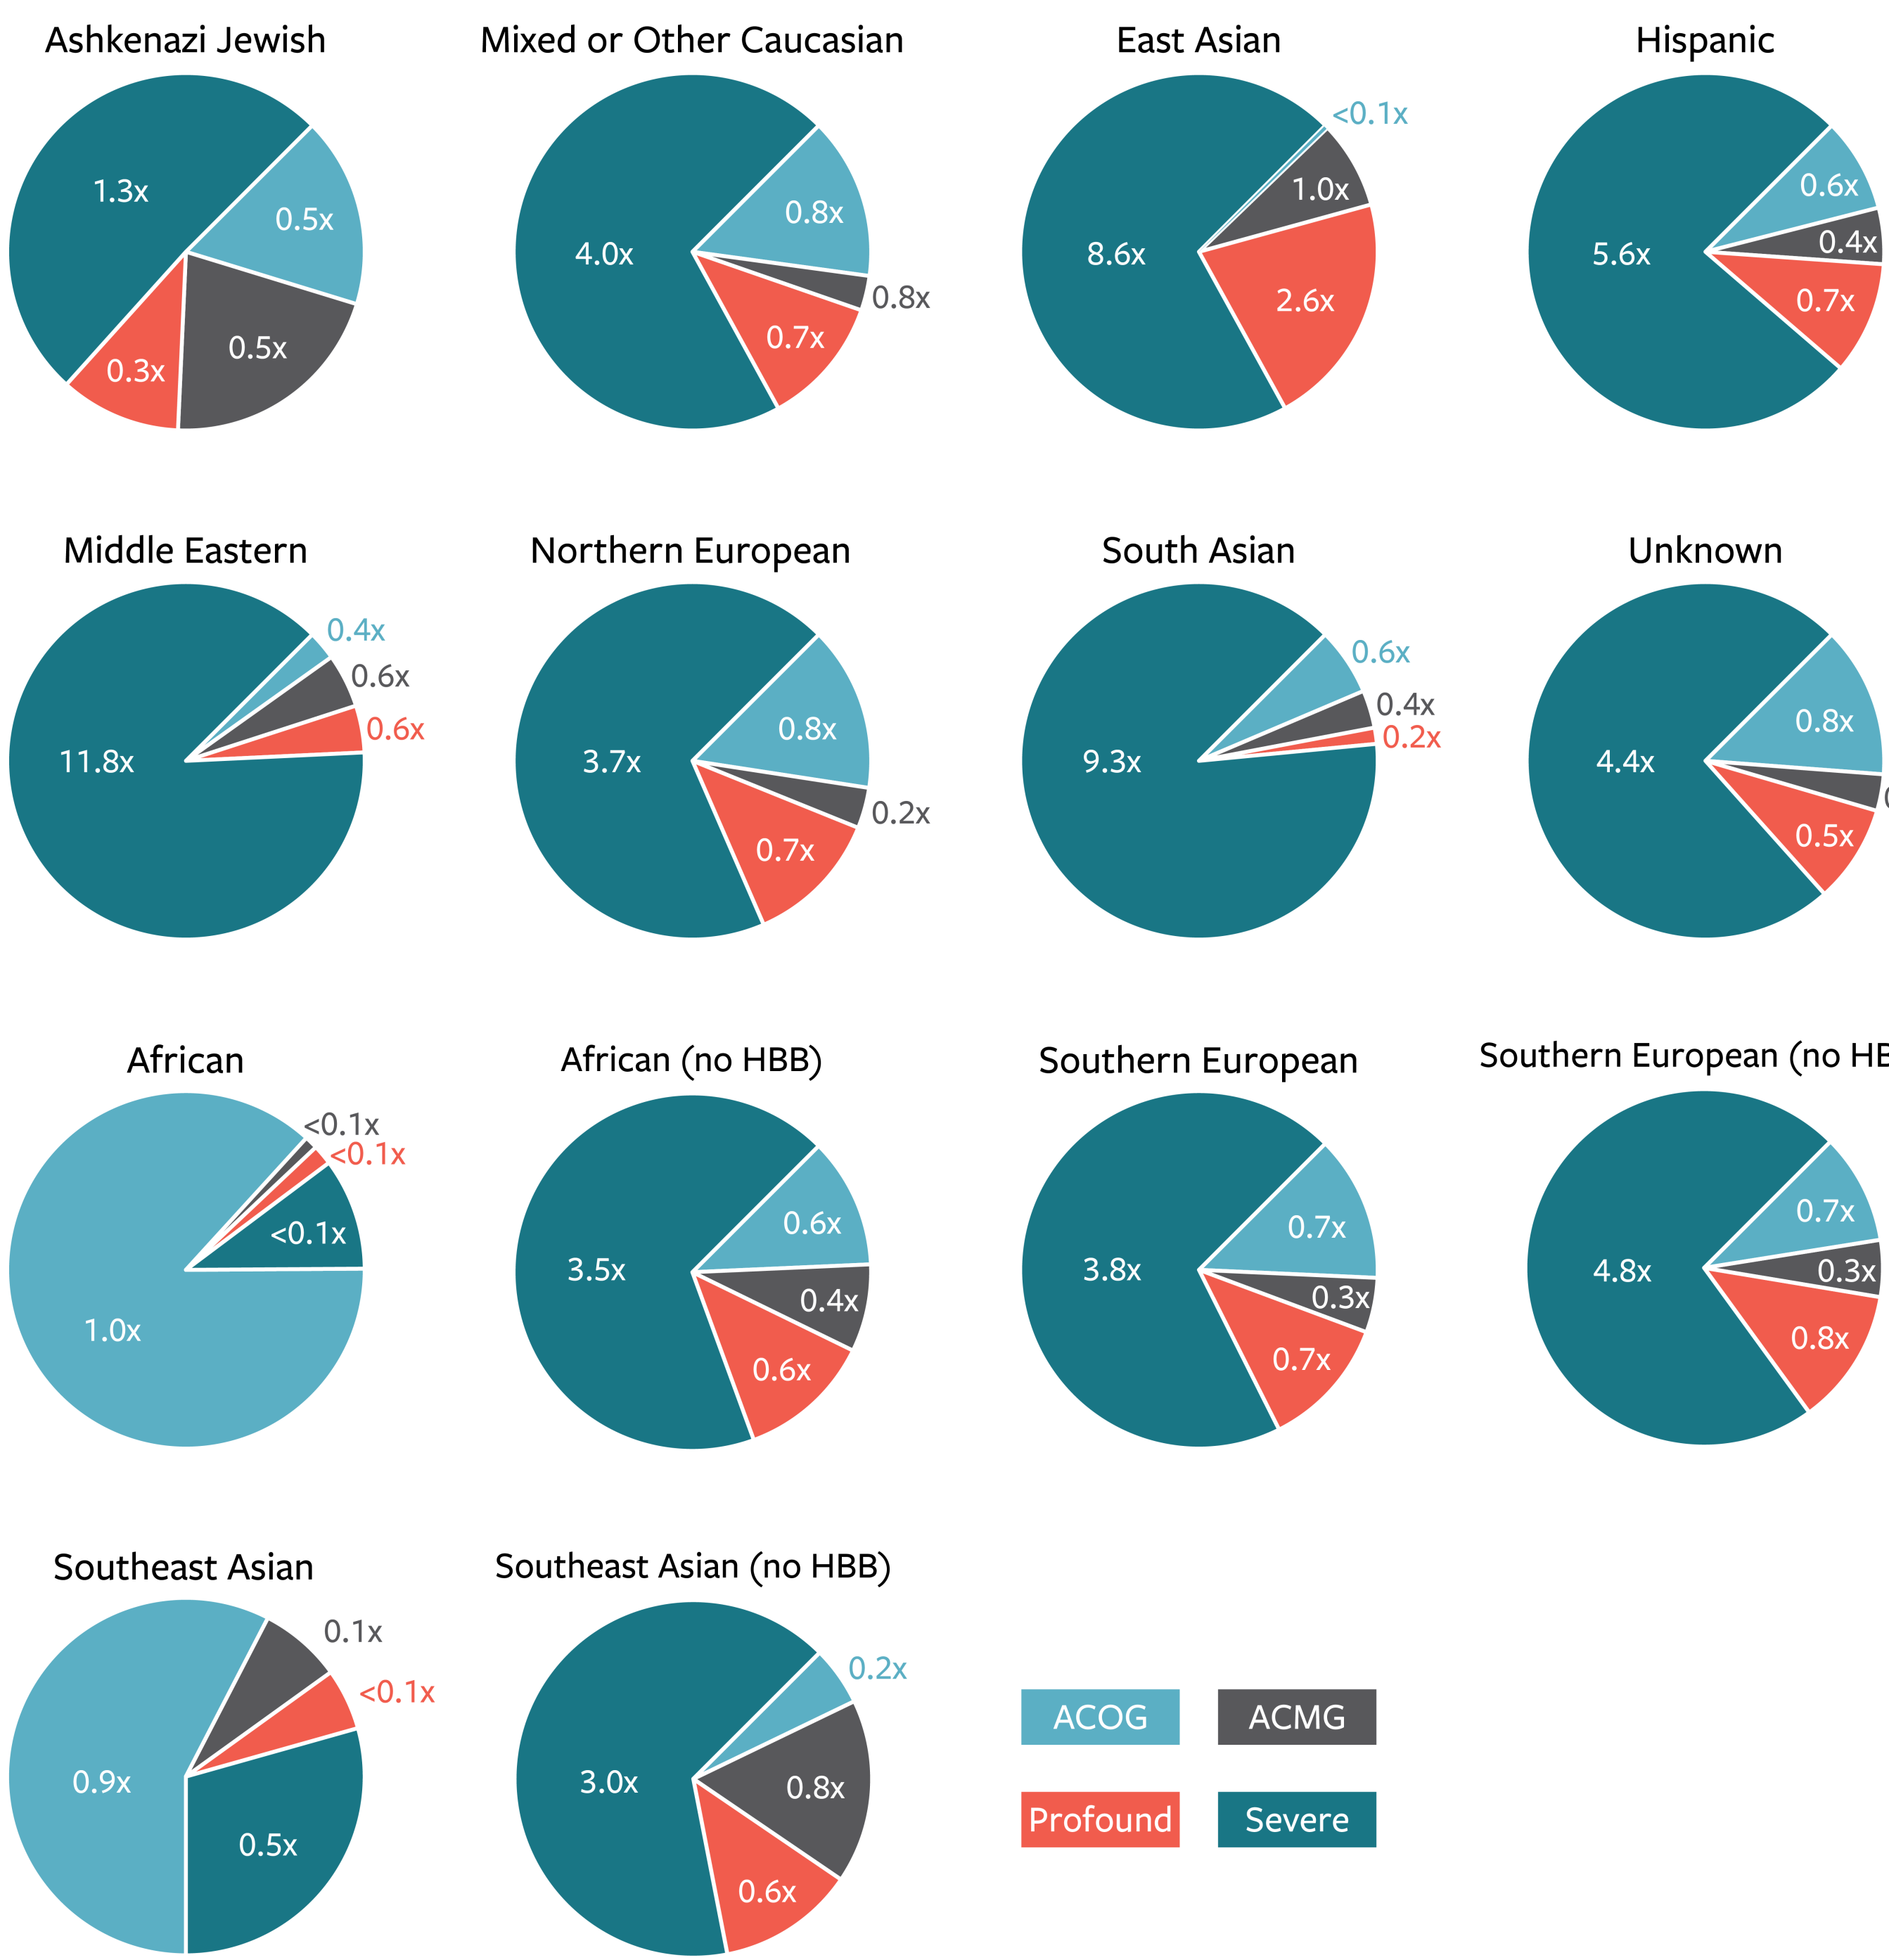 Ashkenazi Jewish
1.3x
0.5x
0.5x
0.3x
Mixed or Other Caucasian
4.0x
0.8x
0.8x
0.7x
East Asian
<0.1x
1.0x
8.6x
2.6x
Hispanic
0.6x
0.4x
5.6x
0.7x
Middle Eastern
0.4x
0.6x
0.6x
11.8x
Northern European
0.8x
3.7x
0.2x
0.7x
South Asian
0.6x
0.4x
0.2x
9.3x
Unknown
0.8x
4.4x
0.5x
African
<0.1x
<0.1x
<0.1x
1.0x
African (no HBB)
0.6x
3.5x
0.4x
0.6x
Southern European
0.7x
3.8x
0.3x
0.7x
Southern European (no
0.7x
4.8x
0.3x
0.8x
Southeast Asian
0.1x
<0.1x
0.9x
0.5x
Southeast Asian (no HBB)
0.2x
3.0x
0.8x
0.6x
ACOG
ACMG
Profound
Severe